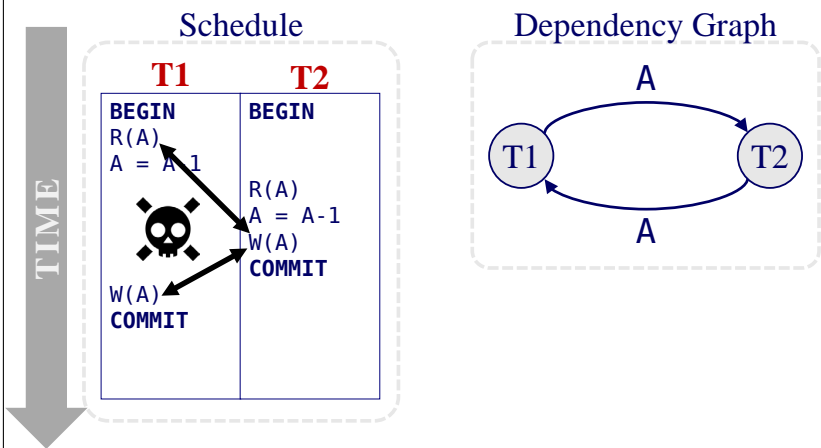 Schedule
Dependency Graph
TIME
T1 T2
BEGIN BEGIN
R(A)
A = A-1
R(A)
A = A-1
W(A)
COMMIT
W(A)
COMMIT
A
T1 T2
A